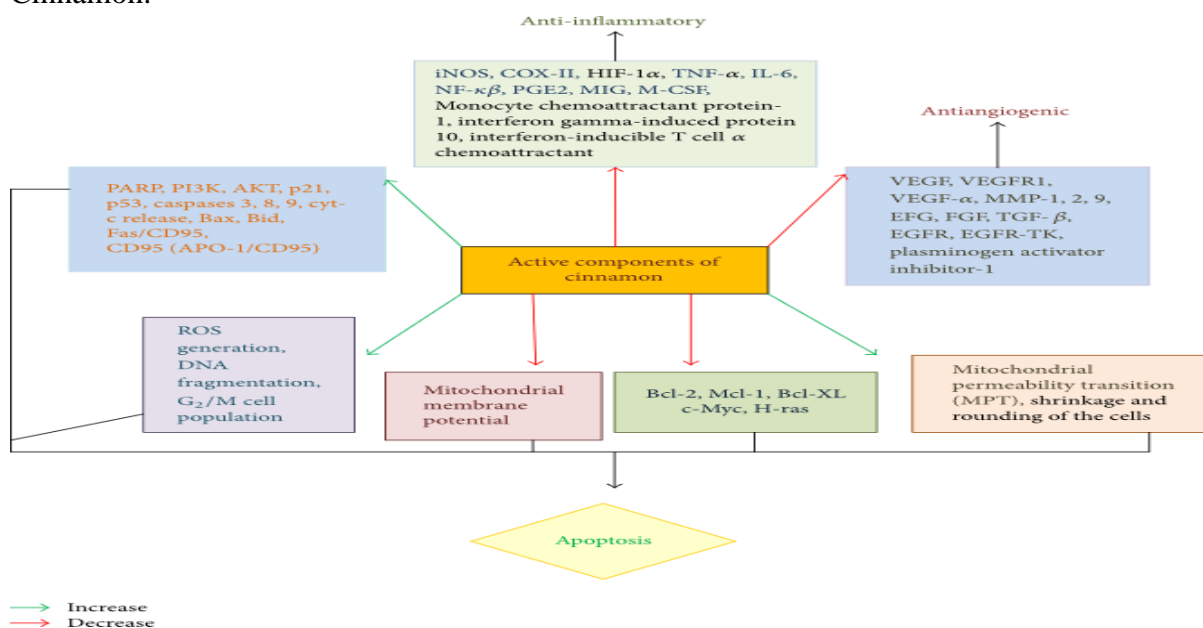 Cinnamon.
Anti-inflammatory
iNOS, COX-II, HIF-1α, TNF-α, IL-6,
NF-κβ, PGE2, MIG, M-CSF,
Monocyte chemoattractant protein-
1, interferon gamma-induced protein
10, interferon-inducible T cell α
chemoattractant
Antiangiogenic
PARP, PI3K, AKT, p21,
p53, caspases 3, 8, 9, cyt-
c release, Bax, Bid,
Fas/CD95,
CD95 (APO-1/CD95)
VEGF, VEGFR1,
VEGF-α, MMP-1, 2, 9,
EFG, FGF, TGF- β,
EGFR, EGFR-TK,
plasminogen activator
inhibitor-1
Active components of
cinnamon
ROS
generation,
DNA
fragmentation,
G₂/M cell
population
Mitochondrial
membrane
potential
Bcl-2, Mcl-1, Bcl-XL
c-Myc, H-ras
Mitochondrial
permeability transition
(MPT), shrinkage and
rounding of the cells
Apoptosis
Increase
Decrease